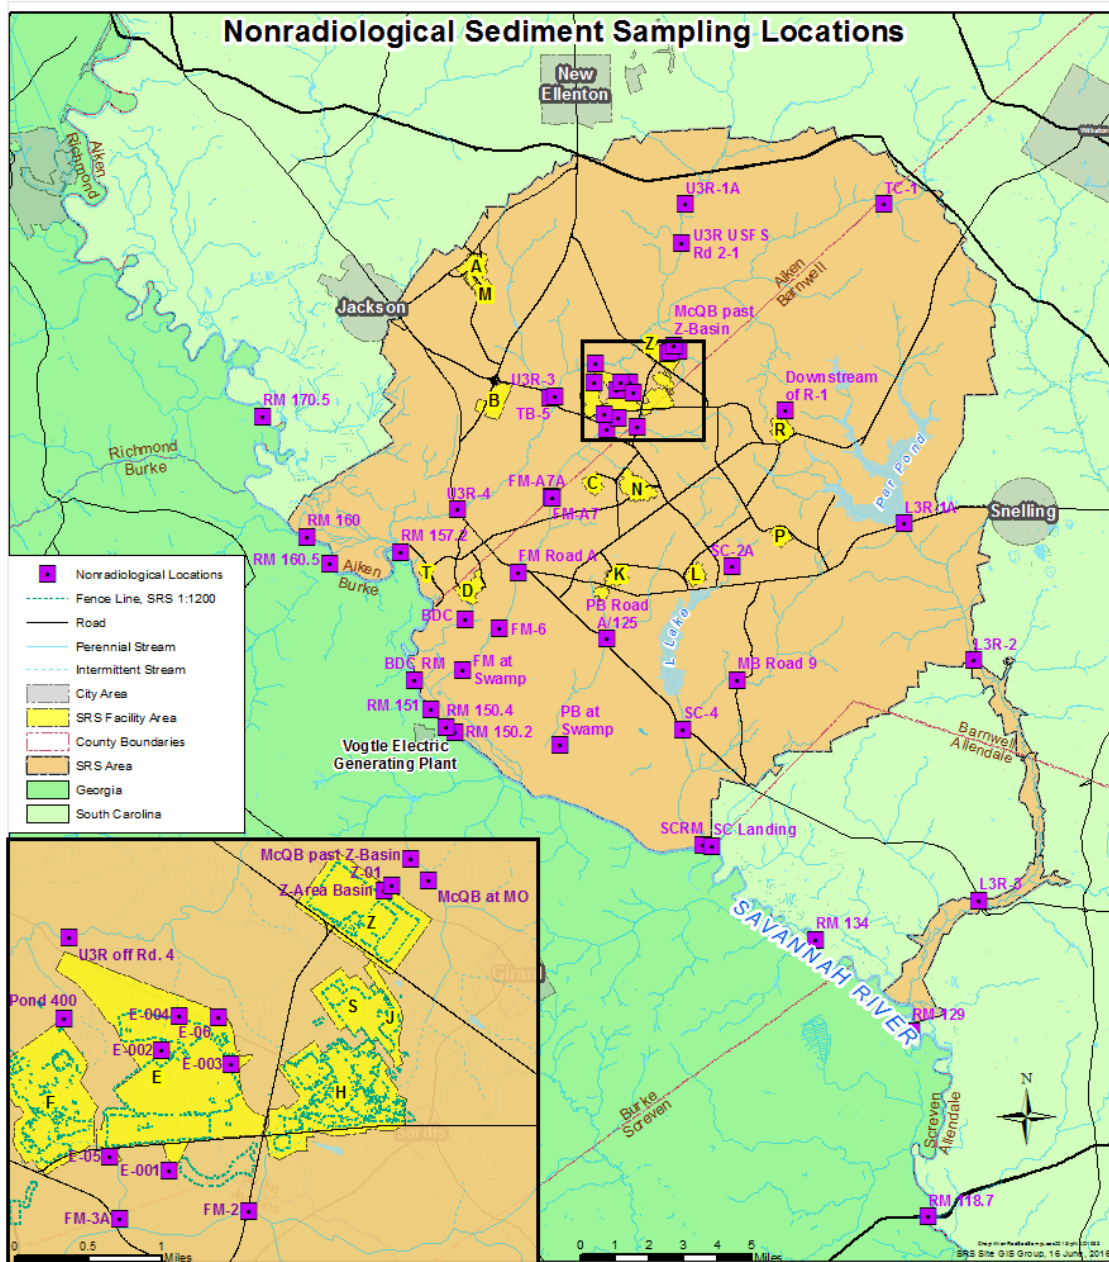 Nonradiological Sediment Sampling Locations
New
Ellenton
Williston
Aiken
Richmond
U3R-1A
TC-1
U3R USFS
Rd 2-1
Aiken
Barnwell
A
M
Jackson
McQB past
Z-Basin
Z
U3R-3
B
TB-5
Downstream
of R-1
R
RM 170.5
Richmond
Burke
Par Pond
FM-A7A
FM-A7
C
N
U3R-4
L3R-1A
Snelling
P
RM 160
RM 157.2
RM 160.5
Aiken
Burke
T
D
FM Road A
K
L
SC-2A
PB Road
A/125
L Lake
BDC
FM-6
BDC RM
FM at
Swamp
MB Road 9
L3R-2
RM 151
RM 150.4
RM 150.2
PB at
Swamp
SC-4
Vogtle Electric
Generating Plant
Barnwell
Allendale
SCRM
SC Landing
L3R-3
SAVANNAH RIVER
RM 134
RM 129
Burke
Screven
Screven
Allendale
N
RM 118.7
Nonradiological Locations
Fence Line, SRS 1:1200
Road
Perennial Stream
Intermittent Stream
City Area
SRS Facility Area
County Boundaries
SRS Area
Georgia
South Carolina
McQB past Z-Basin
Z-01
Z-Area Basin
McQB at MO
Z
U3R off Rd. 4
Girard
Pond 400
E-004
E-06
S
J
E-002
E-003
E
F
H
Sardis
E-05
E-001
FM-3A
FM-2
0 0.5 1
Miles
0 1 2 3 4 5
Miles
SRS Site GIS Group, 16 June, 2016